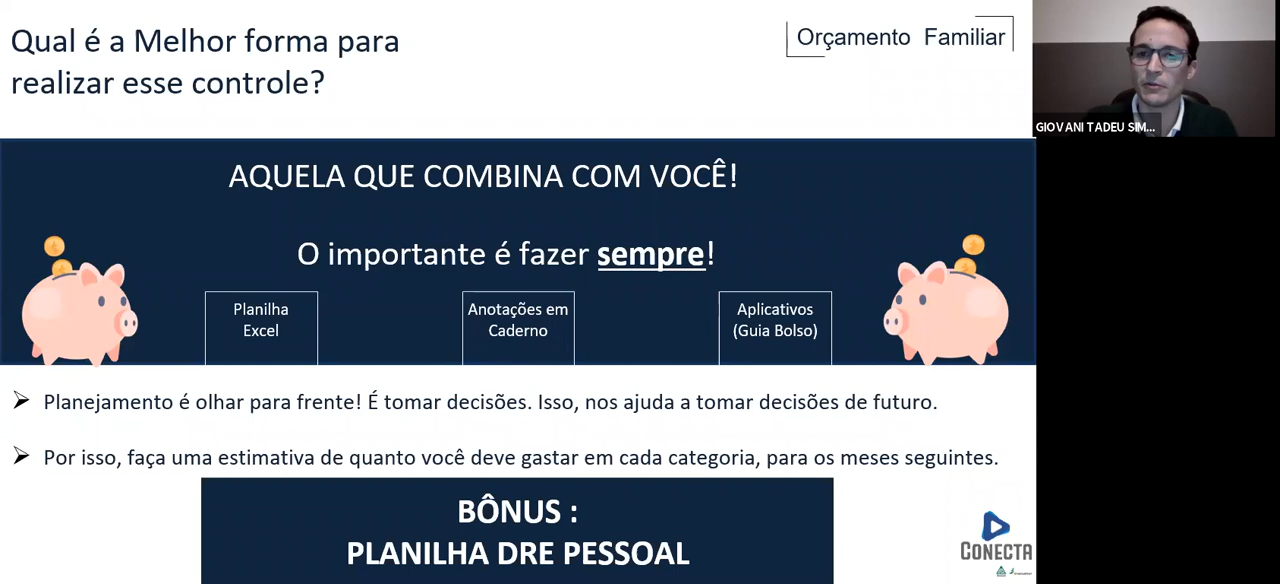 Qual é a Melhor forma para
realizar esse controle?
Orçamento Familiar
GIOVANI TADEU SIM...
AQUELA QUE COMBINA COM VOCÊ!
O importante é fazer sempre!
Planilha
Excel
Anotações em
Caderno
Aplicativos
(Guia Bolso)
Planejamento é olhar para frente! É tomar decisões. Isso, nos ajuda a tomar decisões de futuro.
Por isso, faça uma estimativa de quanto você deve gastar em cada categoria, para os meses seguintes.
BÔNUS :
PLANILHA DRE PESSOAL
CONECTA